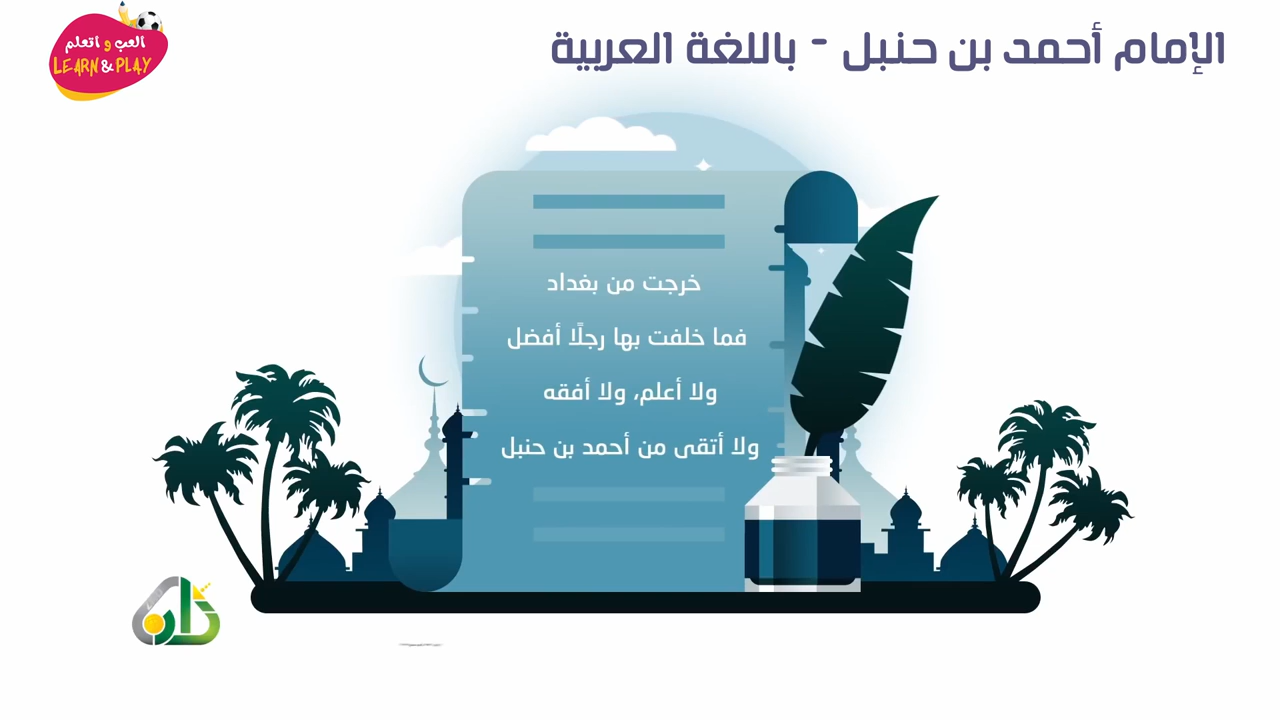 العب و اتعلم
LEARN & PLAY
الإمام أحمد بن حنبل - باللغة العربية
خرجت من بغداد
فما خلفت بها رجلًا أفضل
ولا أعلم، ولا أفقه
ولا أتقى من أحمد بن حنبل